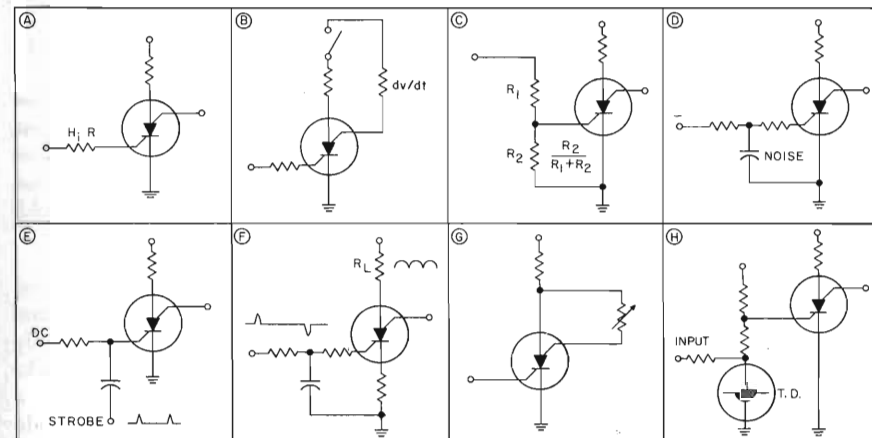 A
Hi R
B
dv/dt
C
R1
R2
R2
R1+R2
D
–
NOISE
E
DC
STROBE
F
RL
G
H
INPUT
T.D.